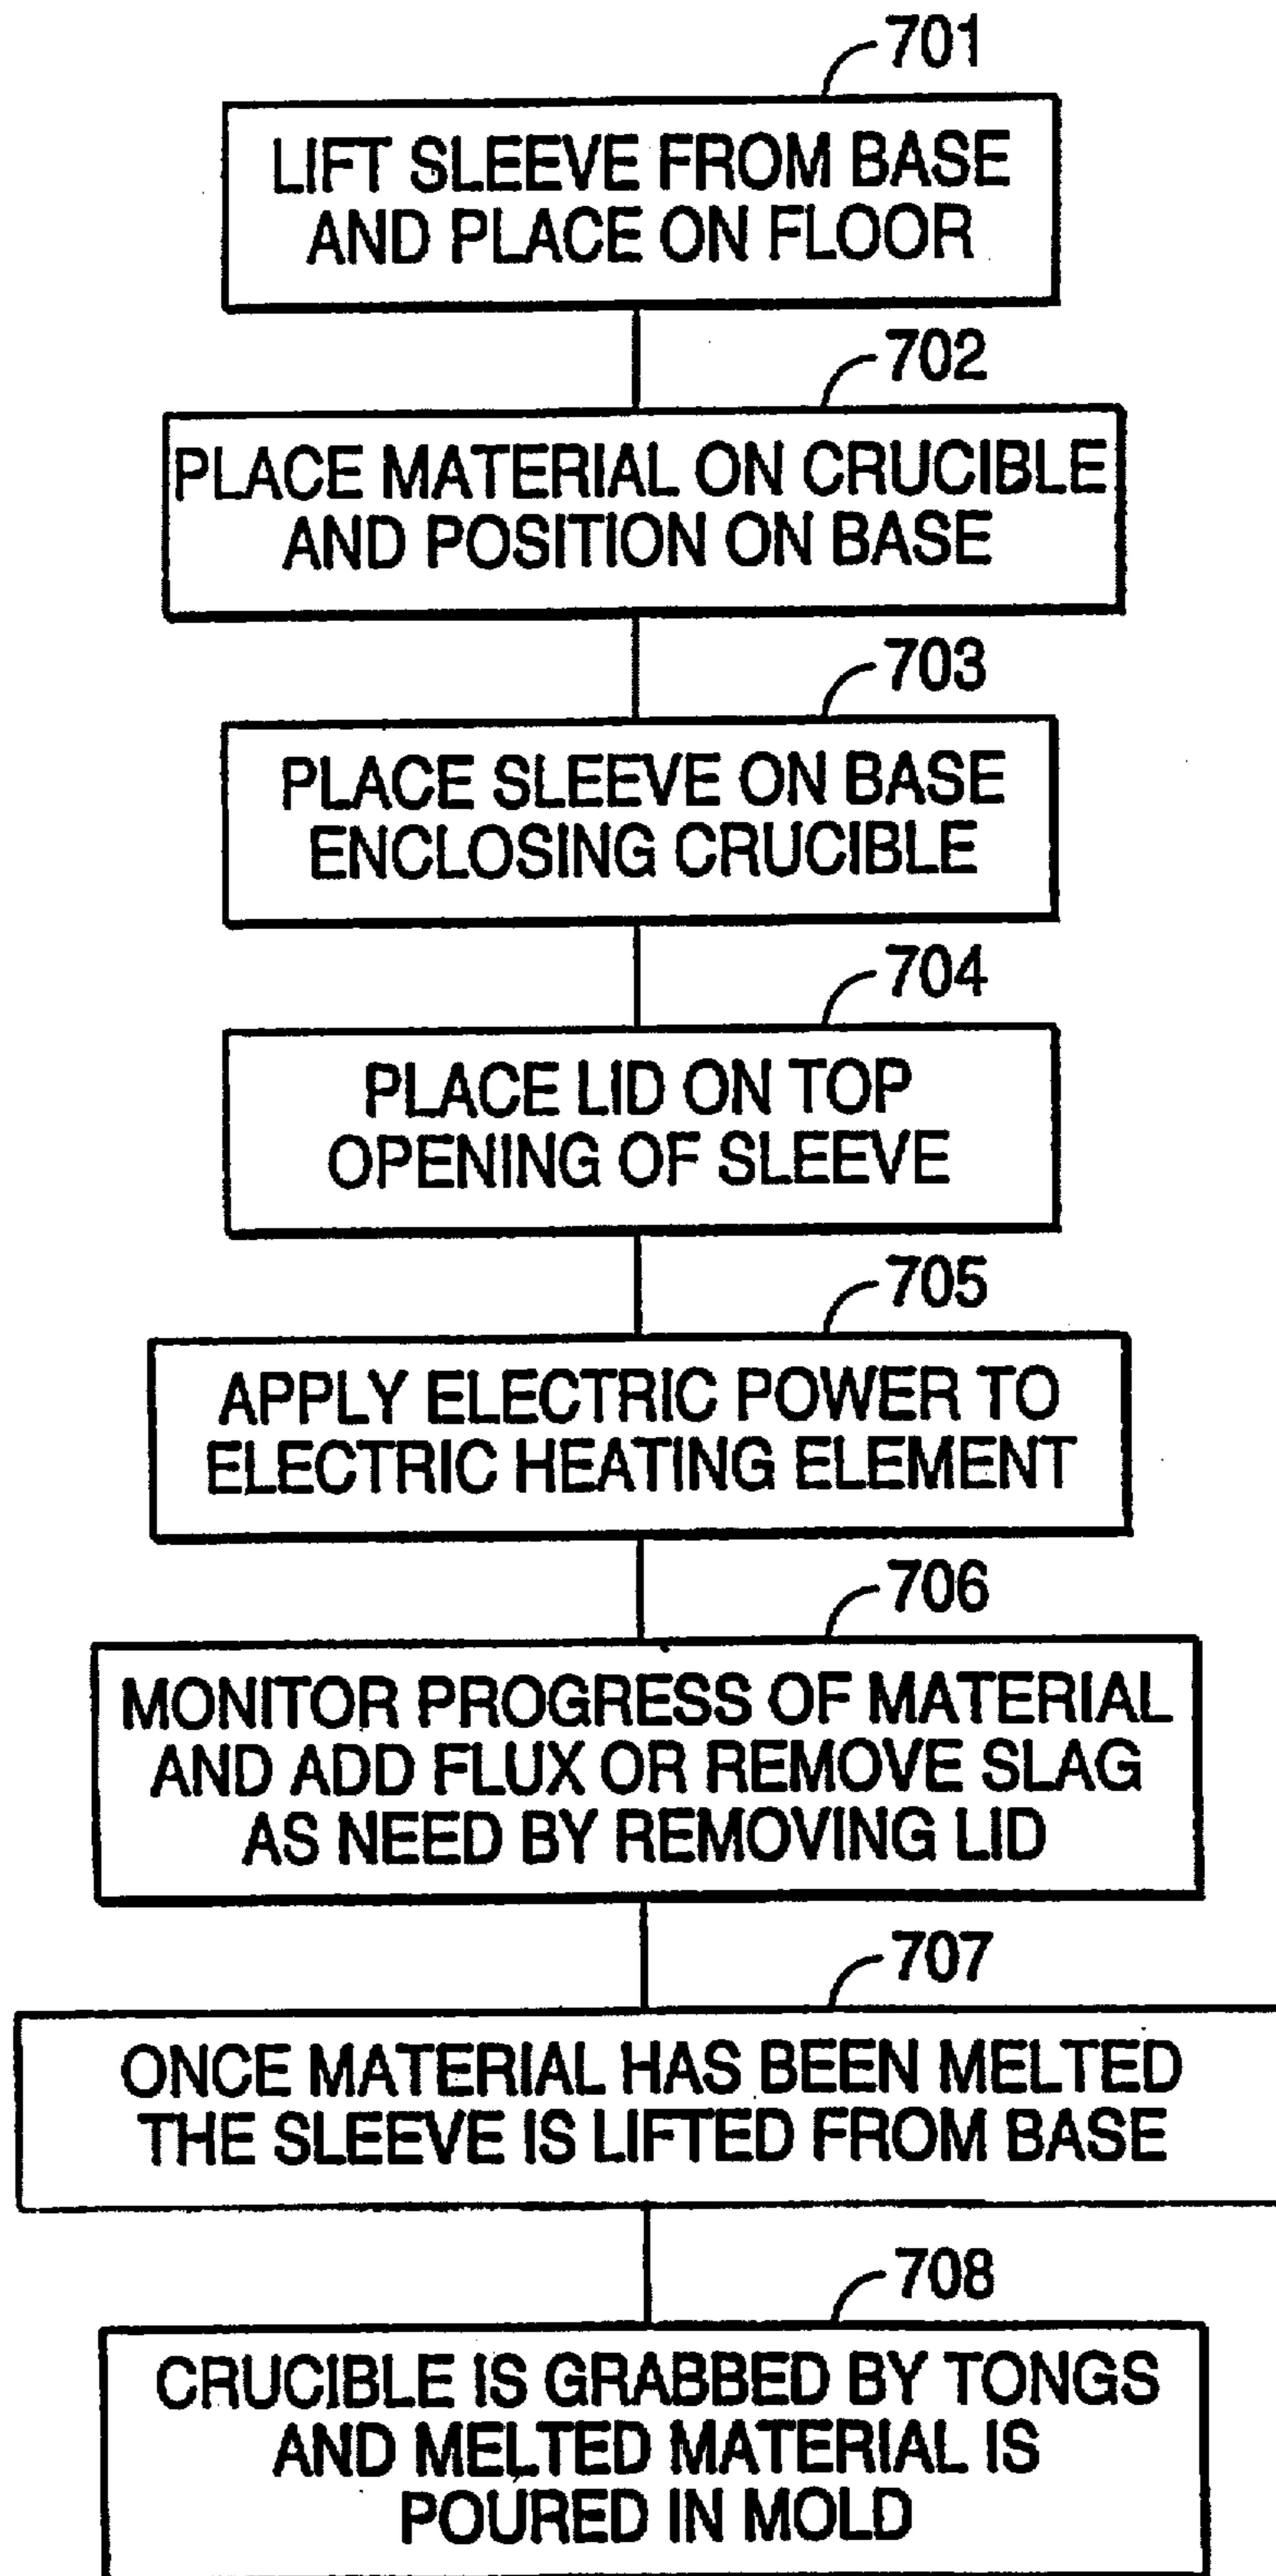 701
LIFT SLEEVE FROM BASE
AND PLACE ON FLOOR
702
PLACE MATERIAL ON CRUCIBLE
AND POSITION ON BASE
703
PLACE SLEEVE ON BASE
ENCLOSING CRUCIBLE
704
PLACE LID ON TOP
OPENING OF SLEEVE
705
APPLY ELECTRIC POWER TO
ELECTRIC HEATING ELEMENT
706
MONITOR PROGRESS OF MATERIAL
AND ADD FLUX OR REMOVE SLAG
AS NEED BY REMOVING LID
707
ONCE MATERIAL HAS BEEN MELTED
THE SLEEVE IS LIFTED FROM BASE
708
CRUCIBLE IS GRABBED BY TONGS
AND MELTED MATERIAL IS
POURED IN MOLD